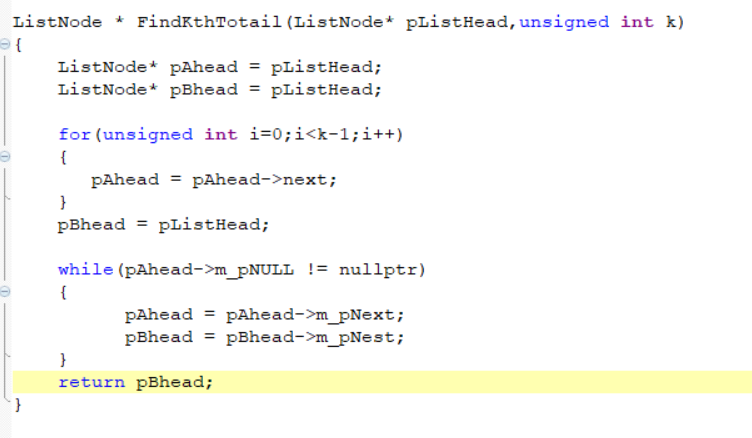 ListNode * FindKthTotail(ListNode* pListHead,unsigned int k)
{
    ListNode* pAhead = pListHead;
    ListNode* pBhead = pListHead;
    for(unsigned int i=0;i<k-1;i++)
    {
       pAhead = pAhead->next;
    }
    pBhead = pListHead;
    while(pAhead->m_pNULL != nullptr)
    {
          pAhead = pAhead->m_pNext;
          pBhead = pBhead->m_pNest;
    }
    return pBhead;
}